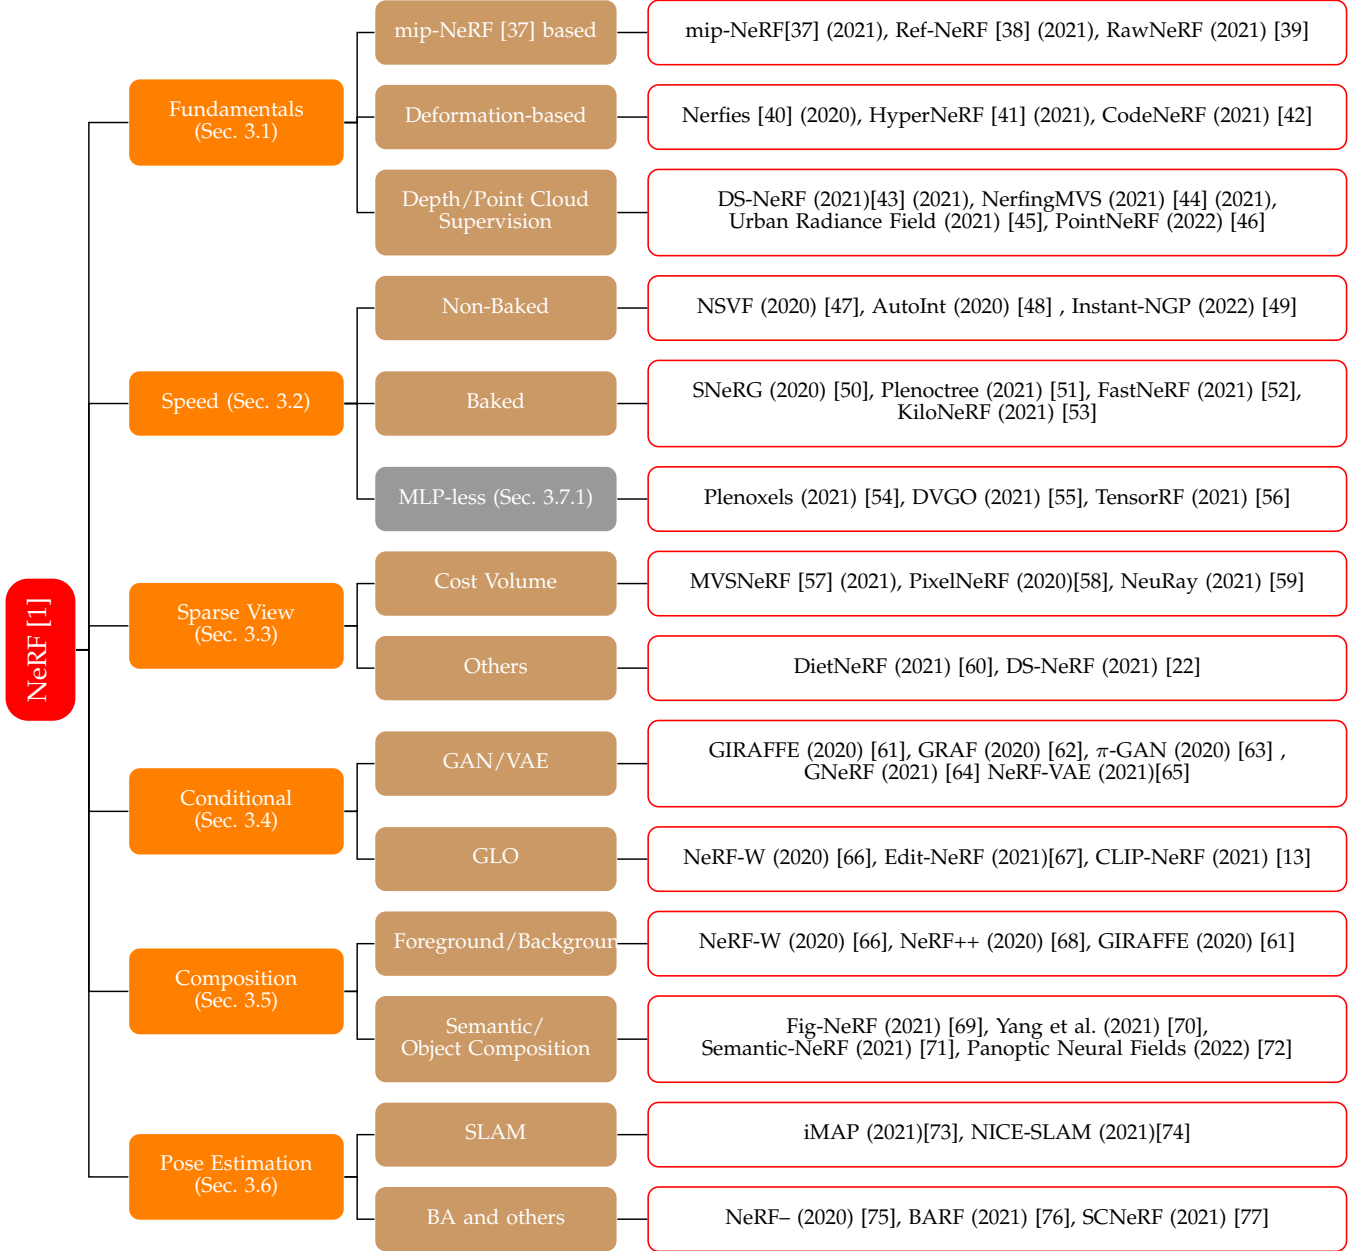 NeRF [1]
Fundamentals
(Sec. 3.1)
mip-NeRF [37] based
mip-NeRF[37] (2021), Ref-NeRF [38] (2021), RawNeRF (2021) [39]
Deformation-based
Nerfies [40] (2020), HyperNeRF [41] (2021), CodeNeRF (2021) [42]
Depth/Point Cloud
Supervision
DS-NeRF (2021)[43] (2021), NerfingMVS (2021) [44] (2021),
Urban Radiance Field (2021) [45], PointNeRF (2022) [46]
Speed (Sec. 3.2)
Non-Baked
NSVF (2020) [47], AutoInt (2020) [48] , Instant-NGP (2022) [49]
Baked
SNeRG (2020) [50], Plenoctree (2021) [51], FastNeRF (2021) [52],
KiloNeRF (2021) [53]
MLP-less (Sec. 3.7.1)
Plenoxels (2021) [54], DVGO (2021) [55], TensorRF (2021) [56]
Sparse View
(Sec. 3.3)
Cost Volume
MVSNeRF [57] (2021), PixelNeRF (2020)[58], NeuRay (2021) [59]
Others
DietNeRF (2021) [60], DS-NeRF (2021) [22]
Conditional
(Sec. 3.4)
GAN/VAE
GIRAFFE (2020) [61], GRAF (2020) [62], π-GAN (2020) [63] ,
GNeRF (2021) [64] NeRF-VAE (2021)[65]
GLO
NeRF-W (2020) [66], Edit-NeRF (2021)[67], CLIP-NeRF (2021) [13]
Composition
(Sec. 3.5)
Foreground/Backgroun
NeRF-W (2020) [66], NeRF++ (2020) [68], GIRAFFE (2020) [61]
Semantic/
Object Composition
Fig-NeRF (2021) [69], Yang et al. (2021) [70],
Semantic-NeRF (2021) [71], Panoptic Neural Fields (2022) [72]
Pose Estimation
(Sec. 3.6)
SLAM
iMAP (2021)[73], NICE-SLAM (2021)[74]
BA and others
NeRF– (2020) [75], BARF (2021) [76], SCNeRF (2021) [77]